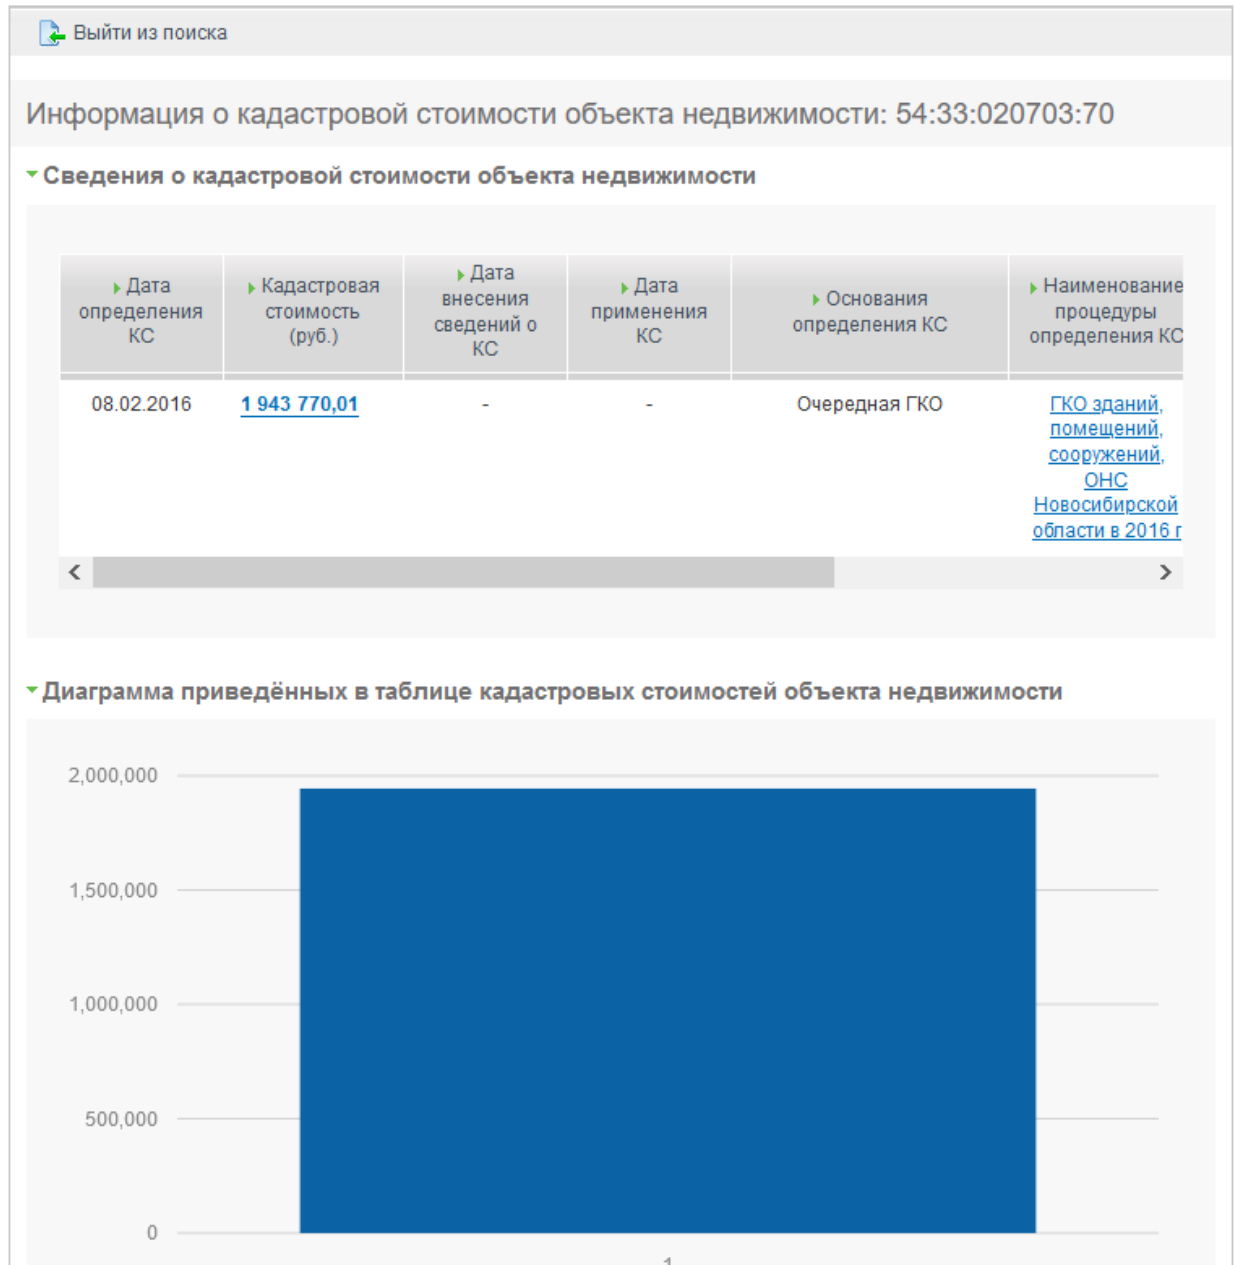 Выйти из поиска
Информация о кадастровой стоимости объекта недвижимости: 54:33:020703:70
Сведения о кадастровой стоимости объекта недвижимости
Дата
определения
КС
Кадастровая
стоимость
(руб.)
Дата
внесения
сведений о
КС
Дата
применения
КС
Основания
определения КС
Наименование
процедуры
определения КС
08.02.2016
1 943 770,01
-
-
Очередная ГКО
ГКО зданий,
помещений,
сооружений,
ОНС
Новосибирской
области в 2016 г
Диаграмма приведённых в таблице кадастровых стоимостей объекта недвижимости
2,000,000
1,500,000
1,000,000
500,000
0
1